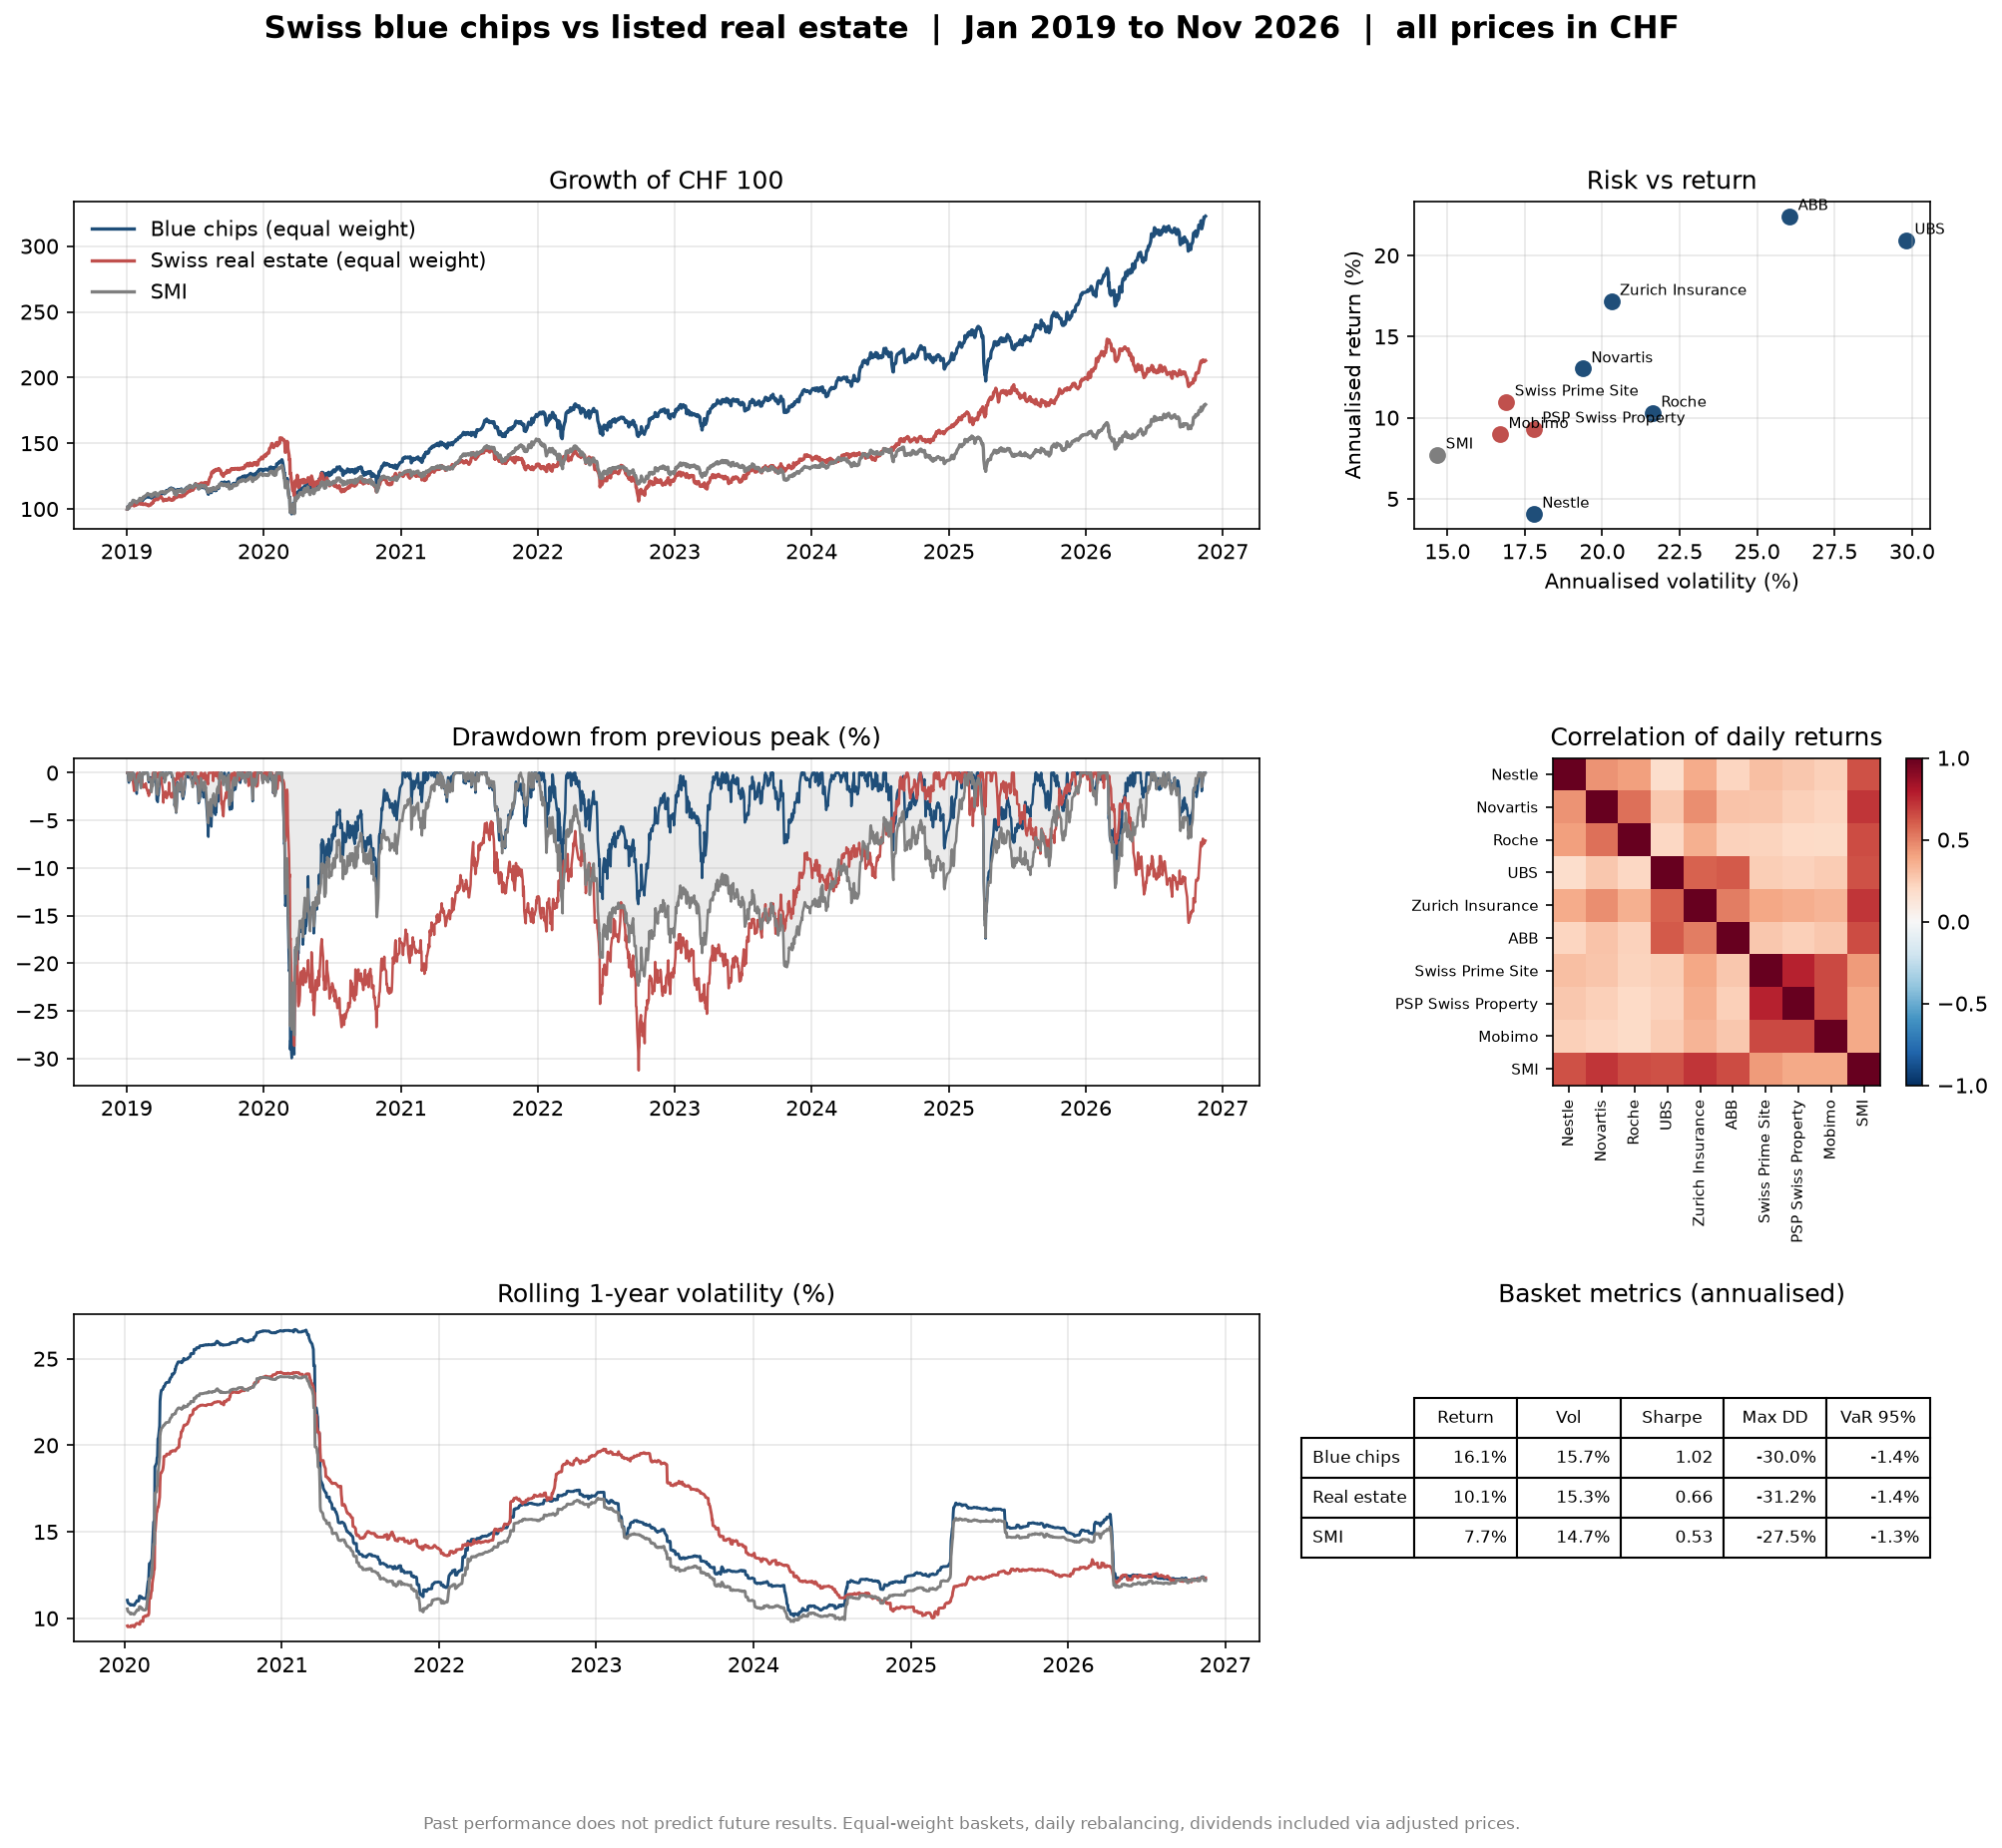 Swiss blue chips vs listed real estate | Jan 2019 to Nov 2026 | all prices in CHF
Growth of CHF 100
Blue chips (equal weight)
Swiss real estate (equal weight)
SMI
300
250
200
150
100
2019 2020 2021 2022 2023 2024 2025 2026 2027
Risk vs return
Annualised return (%)
20
15
10
5
ABB
UBS
Zurich Insurance
Novartis
Swiss Prime Site
Roche
PSP Swiss Property
Mobimo
SMI
Nestle
15.0 17.5 20.0 22.5 25.0 27.5 30.0
Annualised volatility (%)
Drawdown from previous peak (%)
0
−5
−10
−15
−20
−25
−30
2019 2020 2021 2022 2023 2024 2025 2026 2027
Correlation of daily returns
Nestle
Novartis
Roche
UBS
Zurich Insurance
ABB
Swiss Prime Site
PSP Swiss Property
Mobimo
SMI
Nestle
Novartis
Roche
UBS
Zurich Insurance
ABB
Swiss Prime Site
PSP Swiss Property
Mobimo
SMI
1.0
0.5
0.0
−0.5
−1.0
Rolling 1-year volatility (%)
25
20
15
10
2020 2021 2022 2023 2024 2025 2026 2027
Basket metrics (annualised)
Return Vol Sharpe Max DD VaR 95%
Blue chips 16.1% 15.7% 1.02 -30.0% -1.4%
Real estate 10.1% 15.3% 0.66 -31.2% -1.4%
SMI 7.7% 14.7% 0.53 -27.5% -1.3%
Past performance does not predict future results. Equal-weight baskets, daily rebalancing, dividends included via adjusted prices.